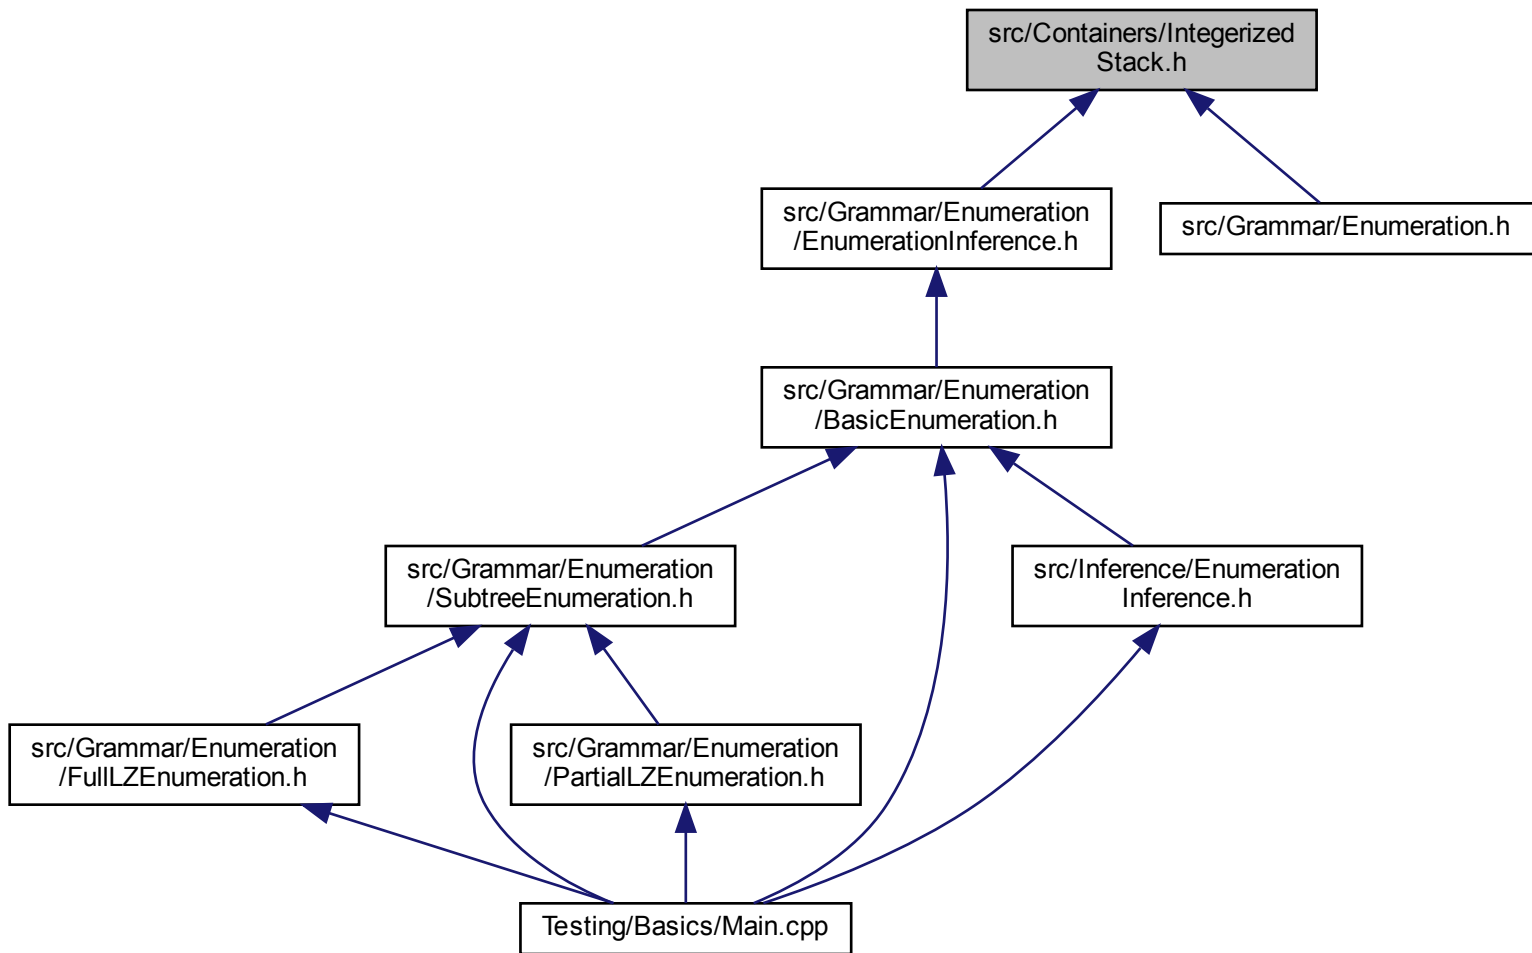 src/Containers/Integerized
Stack.h
src/Grammar/Enumeration
/EnumerationInference.h
src/Grammar/Enumeration.h
src/Grammar/Enumeration
/BasicEnumeration.h
src/Grammar/Enumeration
/SubtreeEnumeration.h
src/Inference/Enumeration
Inference.h
src/Grammar/Enumeration
/FullLZEnumeration.h
src/Grammar/Enumeration
/PartialLZEnumeration.h
Testing/Basics/Main.cpp